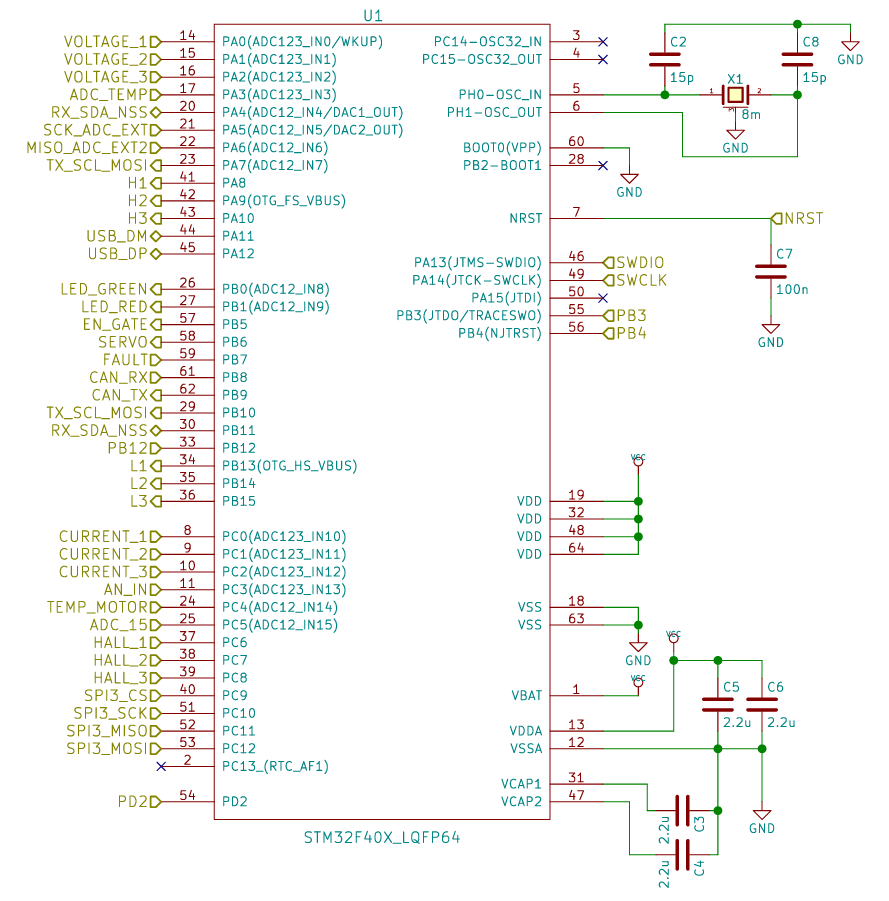 U1
VOLTAGE_1 14 PA0(ADC123_IN0/WKUP)
VOLTAGE_2 15 PA1(ADC123_IN1)
VOLTAGE_3 16 PA2(ADC123_IN2)
ADC_TEMP 17 PA3(ADC123_IN3)
RX_SDA_NSS 20 PA4(ADC12_IN4/DAC1_OUT)
SCK_ADC_EXT 21 PA5(ADC12_IN5/DAC2_OUT)
MISO_ADC_EXT2 22 PA6(ADC12_IN6)
TX_SCL_MOSI 23 PA7(ADC12_IN7)
H1 41 PA8
H2 42 PA9(OTG_FS_VBUS)
H3 43 PA10
USB_DM 44 PA11
USB_DP 45 PA12
LED_GREEN 26 PB0(ADC12_IN8)
LED_RED 27 PB1(ADC12_IN9)
EN_GATE 57 PB5
SERVO 58 PB6
FAULT 59 PB7
CAN_RX 61 PB8
CAN_TX 62 PB9
TX_SCL_MOSI 29 PB10
RX_SDA_NSS 30 PB11
PB12 33 PB12
L1 34 PB13(OTG_HS_VBUS)
L2 35 PB14
L3 36 PB15
CURRENT_1 8 PC0(ADC123_IN10)
CURRENT_2 9 PC1(ADC123_IN11)
CURRENT_3 10 PC2(ADC123_IN12)
AN_IN 11 PC3(ADC123_IN13)
TEMP_MOTOR 24 PC4(ADC12_IN14)
ADC_15 25 PC5(ADC12_IN15)
HALL_1 37 PC6
HALL_2 38 PC7
HALL_3 39 PC8
SPI3_CS 40 PC9
SPI3_SCK 51 PC10
SPI3_MISO 52 PC11
SPI3_MOSI 53 PC12
2 PC13_(RTC_AF1)
PD2 54 PD2
PC14-OSC32_IN 3
PC15-OSC32_OUT 4
PH0-OSC_IN 5
PH1-OSC_OUT 6
BOOT0(VPP) 60
PB2-BOOT1 28
NRST 7 NRST
PA13(JTMS-SWDIO) 46 SWDIO
PA14(JTCK-SWCLK) 49 SWCLK
PA15(JTDI) 50
PB3(JTDO/TRACESWO) 55 PB3
PB4(NJTRST) 56 PB4
VDD 19
VDD 32
VDD 48
VDD 64
VSS 18
VSS 63
VBAT 1
VDDA 13
VSSA 12
VCAP1 31
VCAP2 47
C2
15p
C8
15p
GND
X1
1 2
3
8m
GND
GND
C7
100n
GND
VCC
GND
VCC
VCC
C5
2.2u
C6
2.2u
GND
C3
2.2u
C4
2.2u
STM32F40X_LQFP64